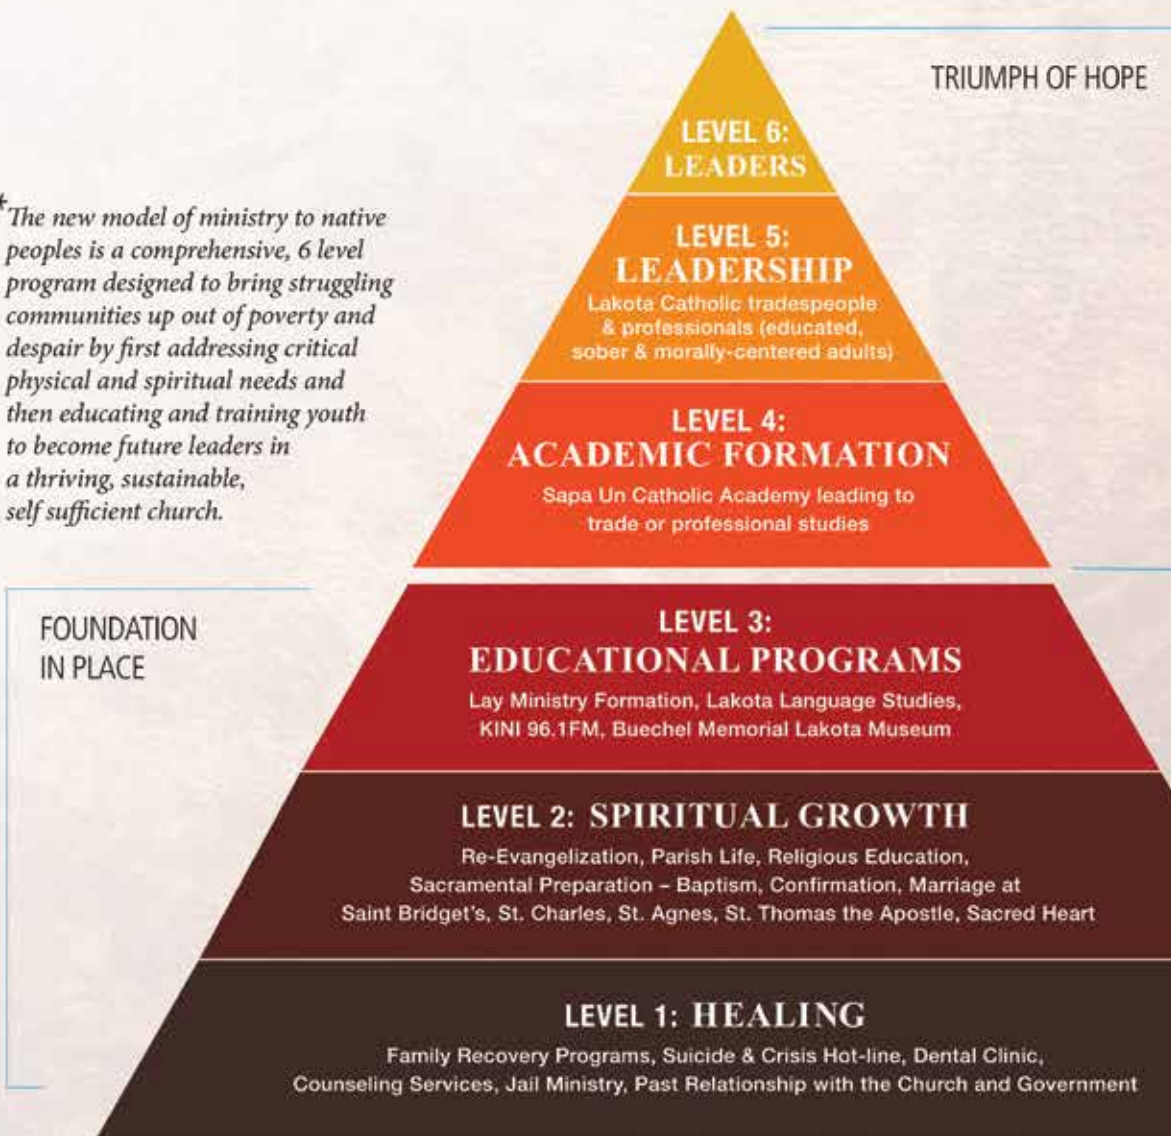 TRIUMPH OF HOPE
LEVEL 6:
LEADERS
*The new model of ministry to native
peoples is a comprehensive, 6 level
program designed to bring struggling
communities up out of poverty and
despair by first addressing critical
physical and spiritual needs and
then educating and training youth
to become future leaders in
a thriving, sustainable,
self sufficient church.
LEVEL 5:
LEADERSHIP
Lakota Catholic tradespeople
& professionals (educated,
sober & morally-centered adults)
LEVEL 4:
ACADEMIC FORMATION
Sapa Un Catholic Academy leading to
trade or professional studies
FOUNDATION
IN PLACE
LEVEL 3:
EDUCATIONAL PROGRAMS
Lay Ministry Formation, Lakota Language Studies,
KINI 96.1FM, Buechel Memorial Lakota Museum
LEVEL 2: SPIRITUAL GROWTH
Re-Evangelization, Parish Life, Religious Education,
Sacramental Preparation – Baptism, Confirmation, Marriage at
Saint Bridget's, St. Charles, St. Agnes, St. Thomas the Apostle, Sacred Heart
LEVEL 1: HEALING
Family Recovery Programs, Suicide & Crisis Hot-line, Dental Clinic,
Counseling Services, Jail Ministry, Past Relationship with the Church and Government